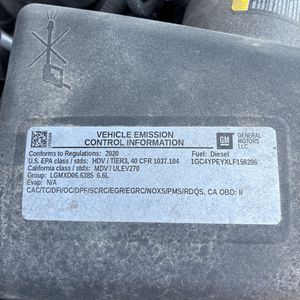 VEHICLE EMISSION
CONTROL INFORMATION
GM
GENERAL MOTORS
LLC
Conforms to Regulations: 2020
Fuel: Diesel
U.S. EPA class / stds: HDV / TIER3, 40 CFR 1037.104
1GC4YPEYXLF159286
California class / stds: MDV / ULEV270
Group: LGMXD06.6385 6.6L
Evap: N/A
CAC/TC/DFI/OC/DPF/SCRC/EGR/EGRC/NOXS/PMS/RDQS, CA OBD: II